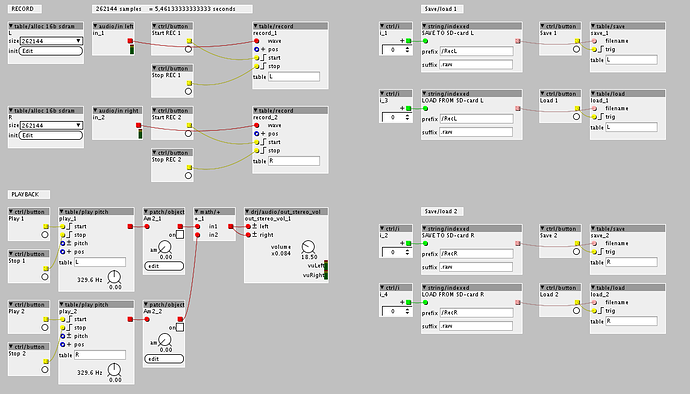 RECORD
262144 samples = 5,46133333333333 seconds
table/alloc 16b sdram
L
size 262144
init Edit
audio/in left
in_1
ctrl/button
Start REC 1
ctrl/button
Stop REC 1
table/record
record_1
wave
pos
start
stop
table L
table/alloc 16b sdram
R
size 262144
init Edit
audio/in right
in_2
ctrl/button
Start REC 2
ctrl/button
Stop REC 2
table/record
record_2
wave
pos
start
stop
table R
PLAYBACK
ctrl/button
Play 1
ctrl/button
Stop 1
table/play pitch
play_1
start
stop
pitch
pos
table L
329.6 Hz
0.00
patch/object
Am2_1
on
am
0.00
edit
math/+
+_1
in1
in2
drj/audio/out_stereo_vol
out_stereo_vol_1
left
right
volume
x0.084
18.50
vuLeft
vuRight
ctrl/button
Play 2
ctrl/button
Stop 2
table/play pitch
play_2
start
stop
pitch
pos
table R
329.6 Hz
0.00
patch/object
Am2_2
on
am
0.00
edit
Save/load 1
ctrl/i
i_1
+
0
string/indexed
SAVE TO SD-card L
prefix /RecL
suffix .raw
ctrl/button
Save 1
table/save
save_1
filename
trig
table L
ctrl/i
i_3
+
0
string/indexed
LOAD FROM SD-card L
prefix /RecL
suffix .raw
ctrl/button
Load 1
table/load
load_1
filename
trig
table L
Save/load 2
ctrl/i
i_2
+
0
string/indexed
SAVE TO SD-card R
prefix /RecR
suffix .raw
ctrl/button
Save 2
table/save
save_2
filename
trig
table R
ctrl/i
i_4
+
0
string/indexed
LOAD FROM SD-card R
prefix /RecR
suffix .raw
ctrl/button
Load 2
table/load
load_2
filename
trig
table R